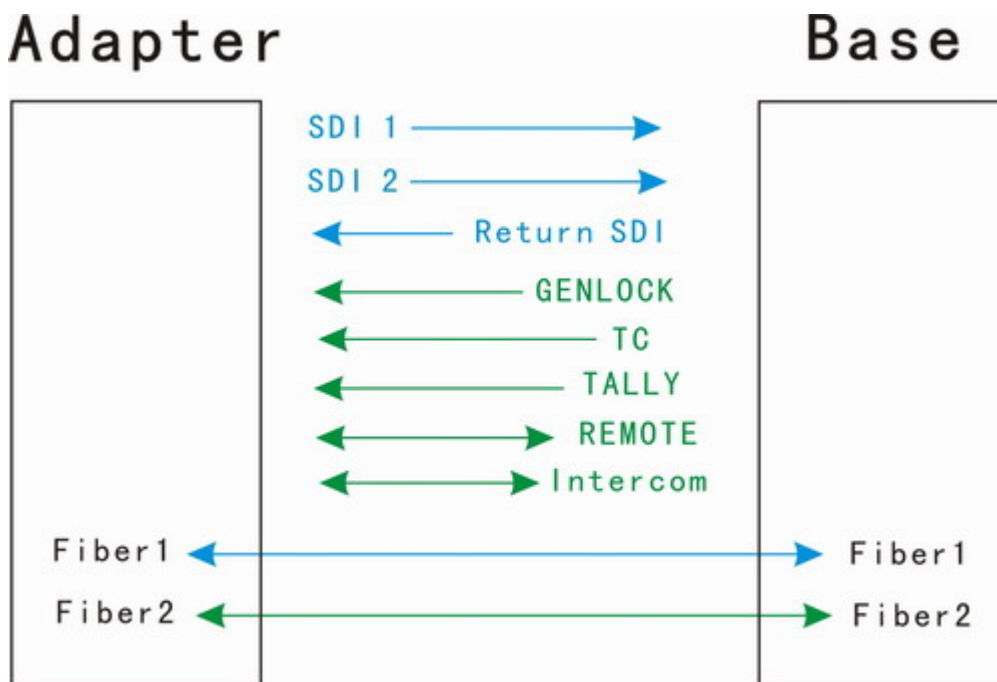 Adapter Base
SDI 1
SDI 2
Return SDI
GENLOCK
TC
TALLY
REMOTE
Intercom
Fiber1 Fiber1
Fiber2 Fiber2